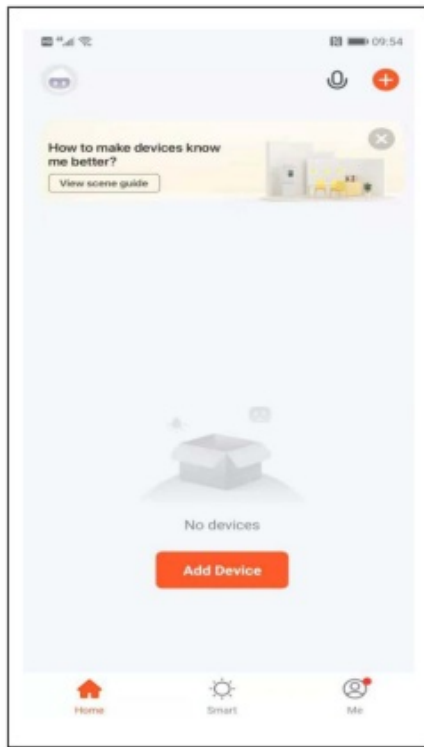 09:54
How to make devices know
me better?
View scene guide
No devices
Add Device
Home
Smart
Me